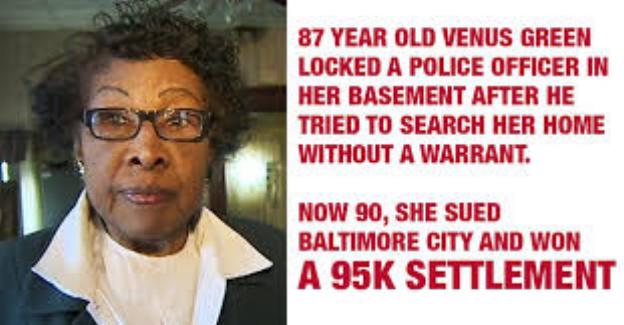 87 YEAR OLD VENUS GREEN
LOCKED A POLICE OFFICER IN
HER BASEMENT AFTER HE
TRIED TO SEARCH HER HOME
WITHOUT A WARRANT.
NOW 90, SHE SUED
BALTIMORE CITY AND WON
A 95K SETTLEMENT